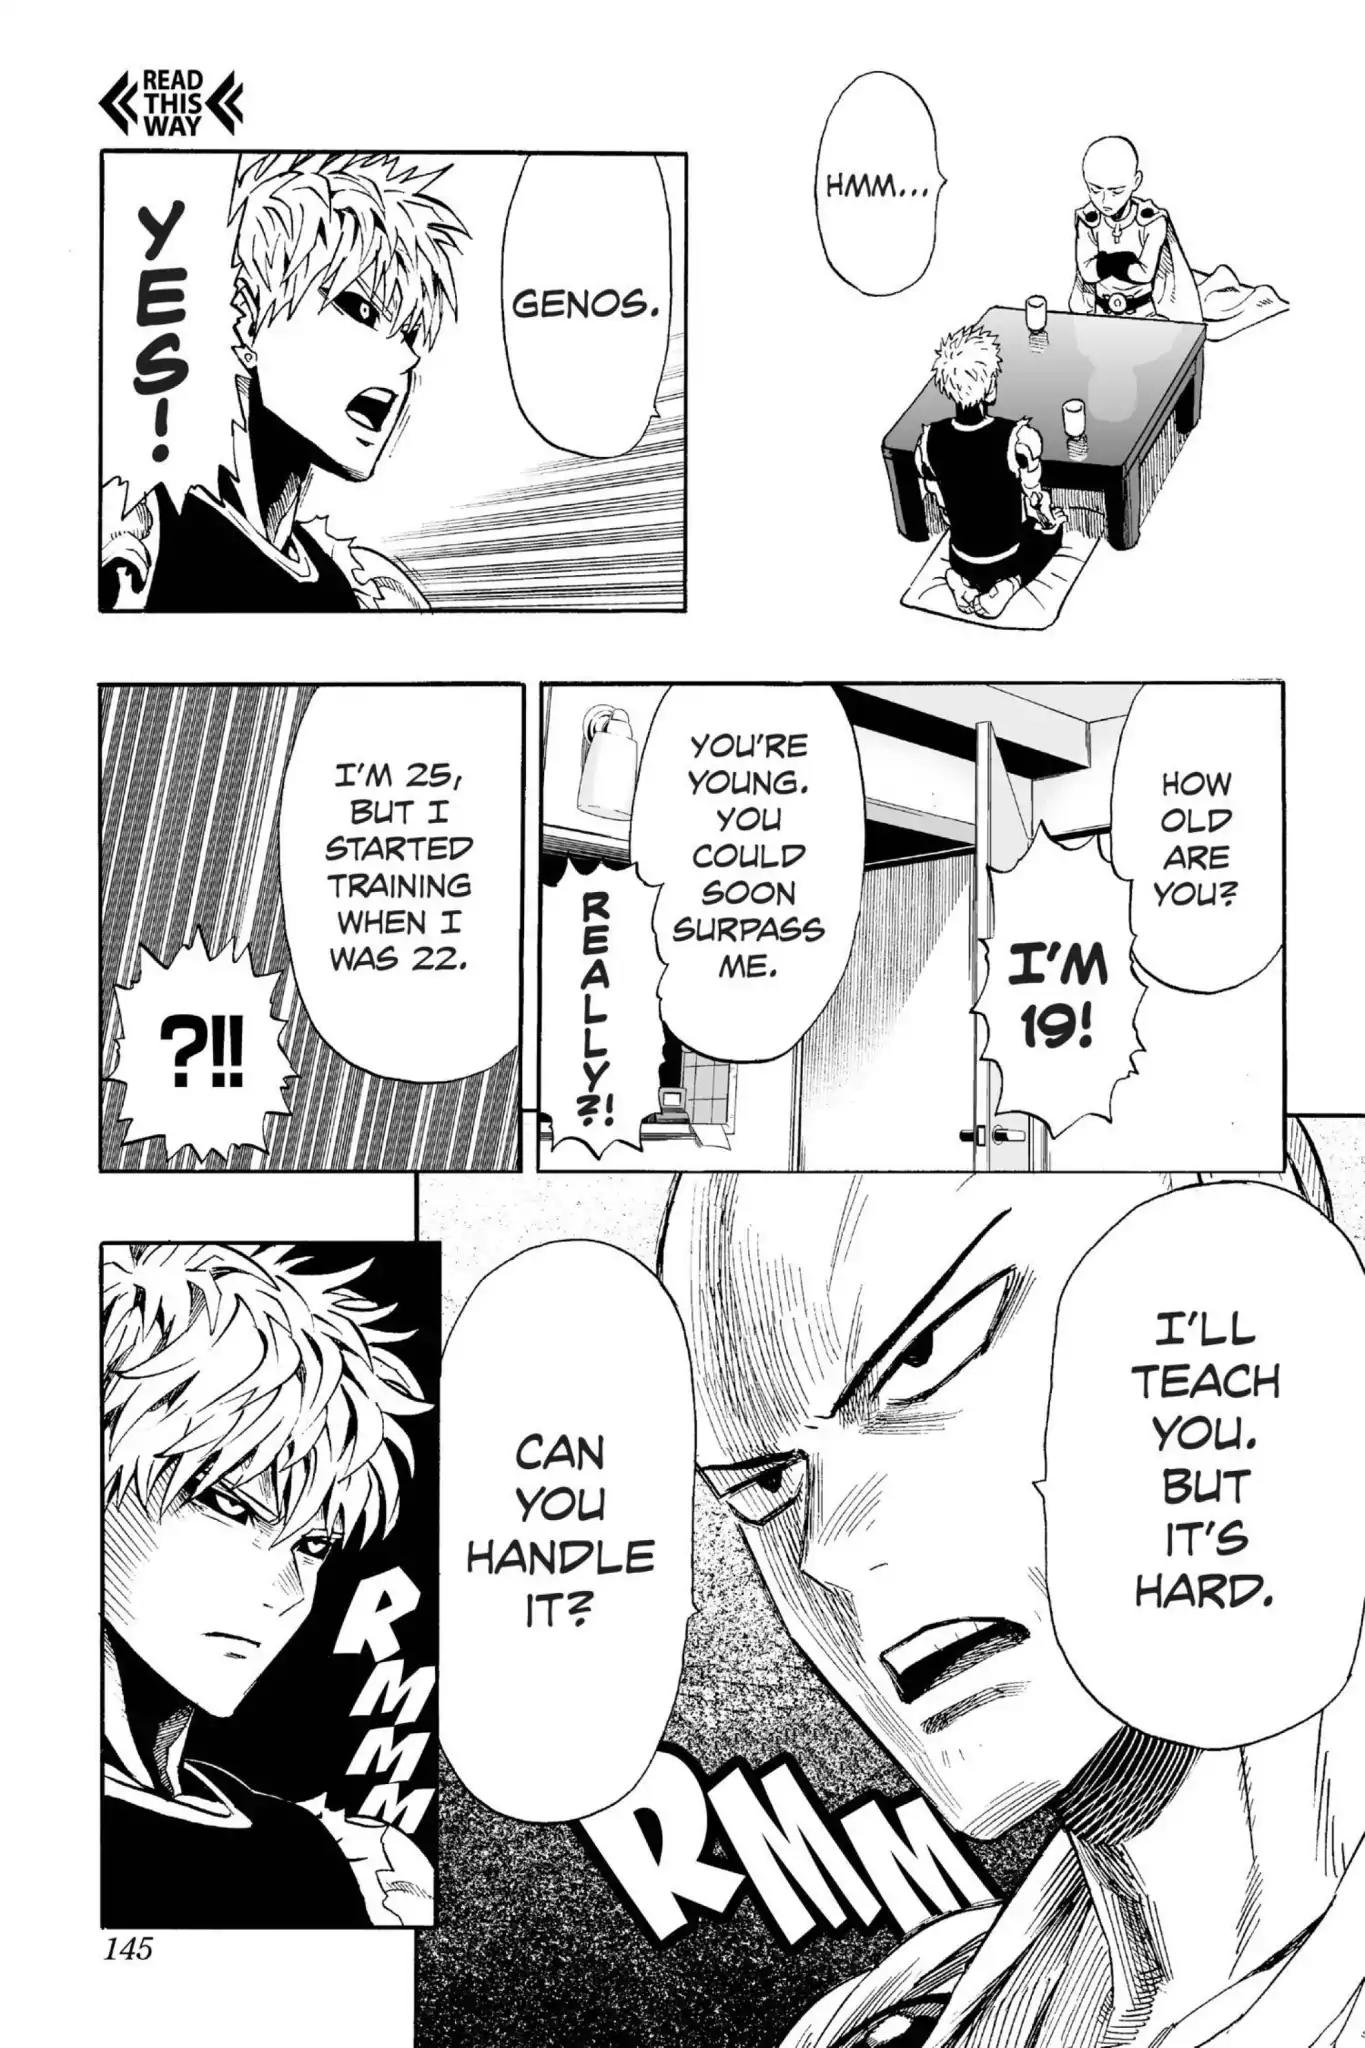 READ
THIS
WAY
HMM...
GENOS.
YES!
HOW
OLD
ARE
YOU?
I'M
19!
YOU'RE
YOUNG.
YOU
COULD
SOON
SURPASS
ME.
REALLY?!
I'M 25,
BUT I
STARTED
TRAINING
WHEN I
WAS 22.
?!!
I'LL
TEACH
YOU.
BUT
IT'S
HARD.
CAN
YOU
HANDLE
IT?
RMMM
RMMMM
145